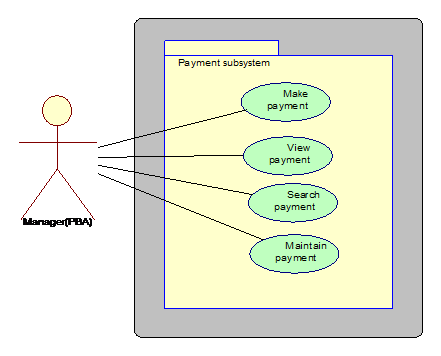 Payment subsystem
Make
payment
View
payment
Search
payment
Maintain
payment
Manager(PBA)